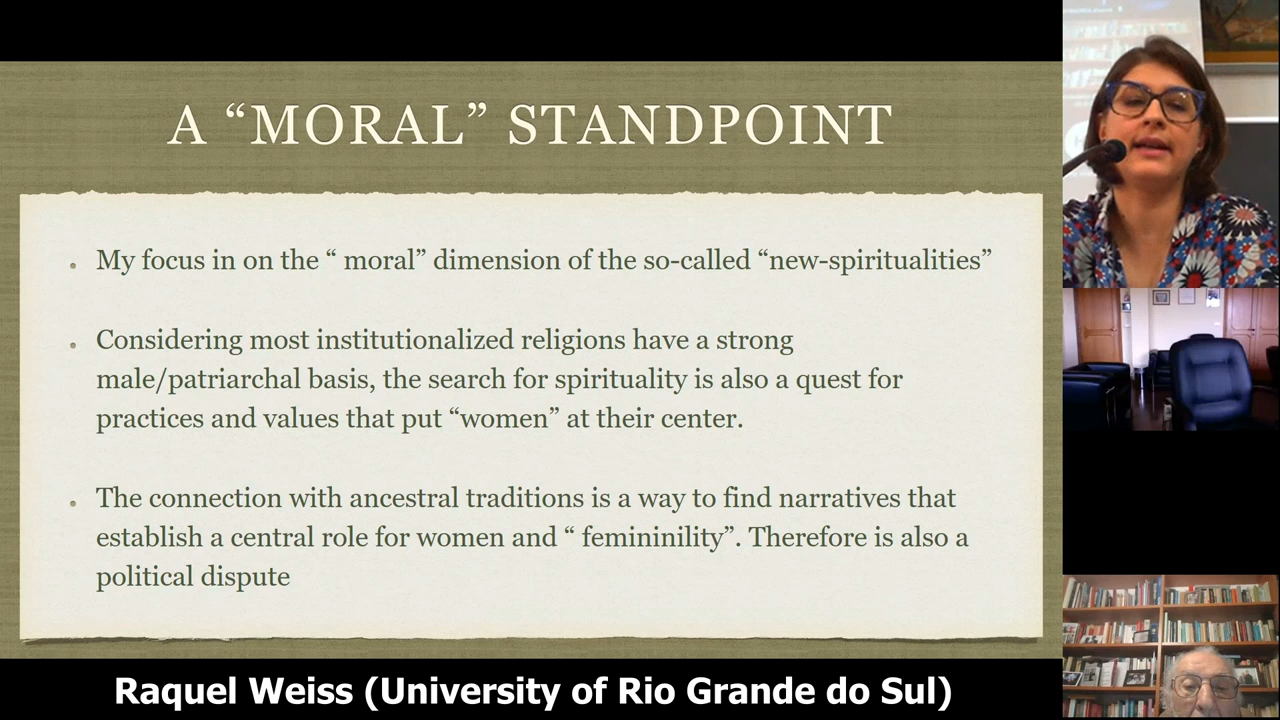 A “MORAL” STANDPOINT
My focus in on the “ moral” dimension of the so-called “new-spiritualities”
Considering most institutionalized religions have a strong
male/patriarchal basis, the search for spirituality is also a quest for
practices and values that put “women” at their center.
The connection with ancestral traditions is a way to find narratives that
establish a central role for women and “ femininility”. Therefore is also a
political dispute
Raquel Weiss (University of Rio Grande do Sul)